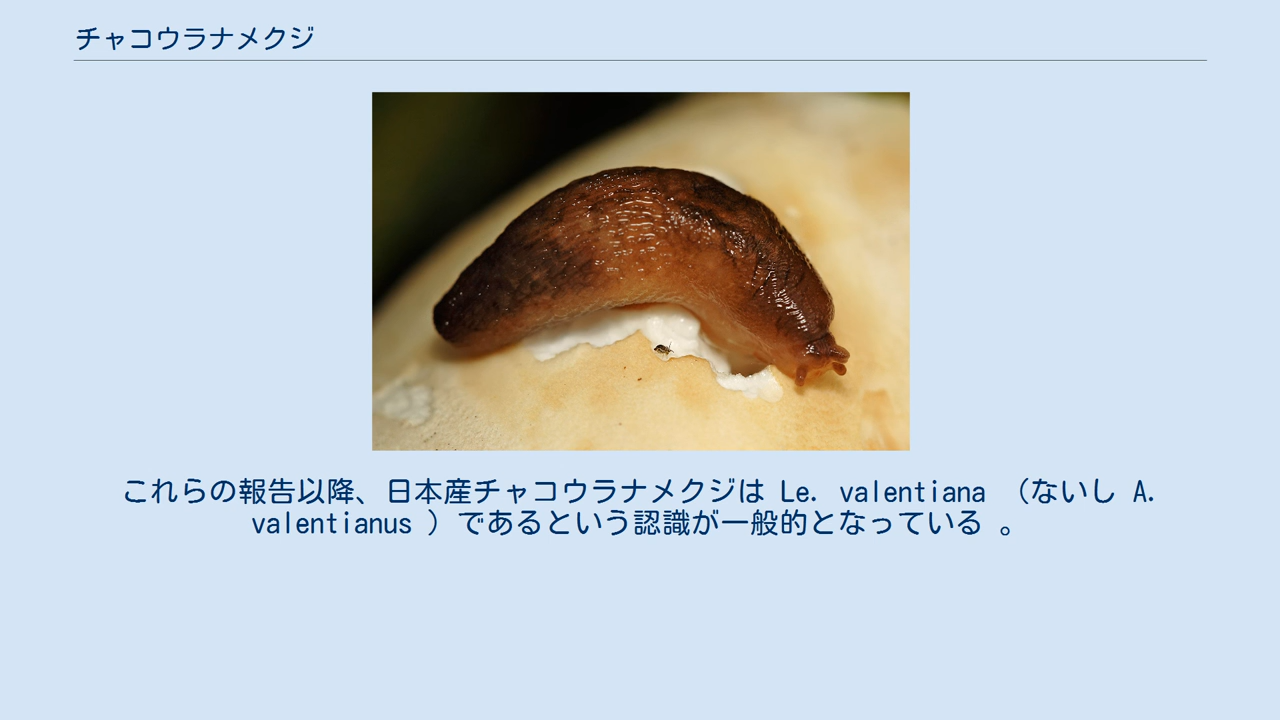 チャコウラナメクジ
これらの報告以降、日本産チャコウラナメクジは Le. valentiana （ないし A.
valentianus ）であるという認識が一般的となっている 。